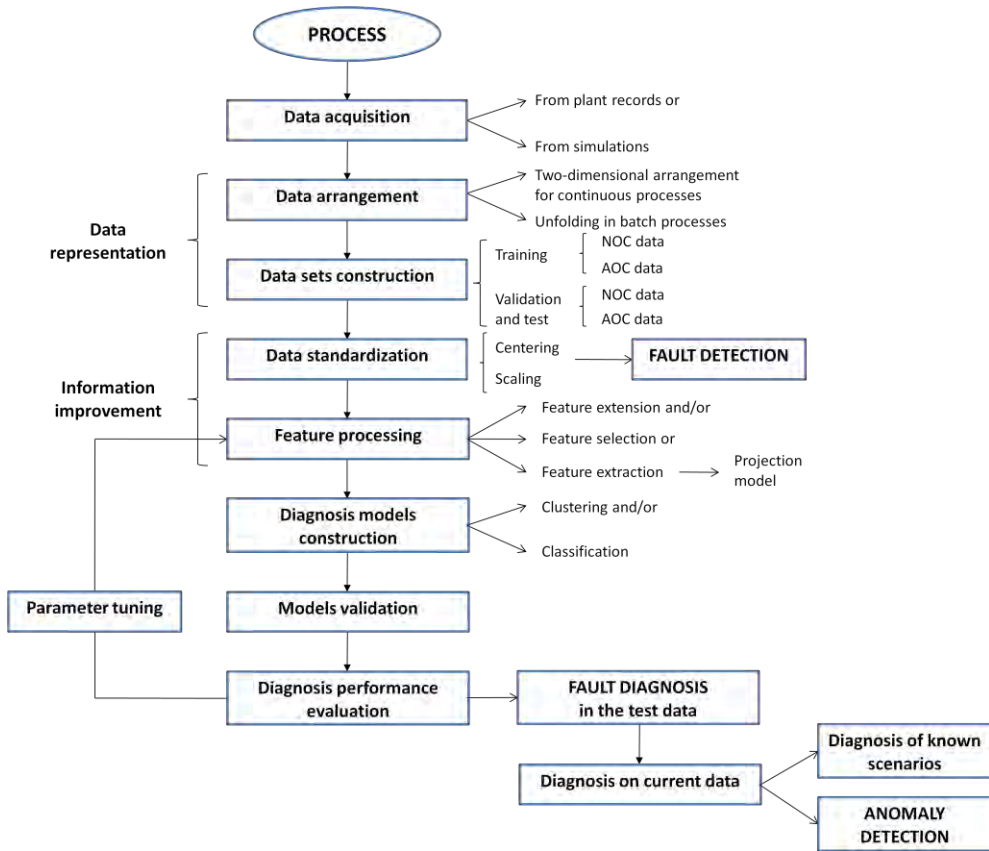 PROCESS
Data acquisition
From plant records or
From simulations
Data representation
Data arrangement
Two-dimensional arrangement
for continuous processes
Unfolding in batch processes
Data sets construction
Training
NOC data
AOC data
Validation
and test
NOC data
AOC data
Information
improvement
Data standardization
Centering
Scaling
FAULT DETECTION
Feature processing
Feature extension and/or
Feature selection or
Feature extraction
Projection
model
Diagnosis models
construction
Clustering and/or
Classification
Parameter tuning
Models validation
Diagnosis performance
evaluation
FAULT DIAGNOSIS
in the test data
Diagnosis on current data
Diagnosis of known
scenarios
ANOMALY
DETECTION